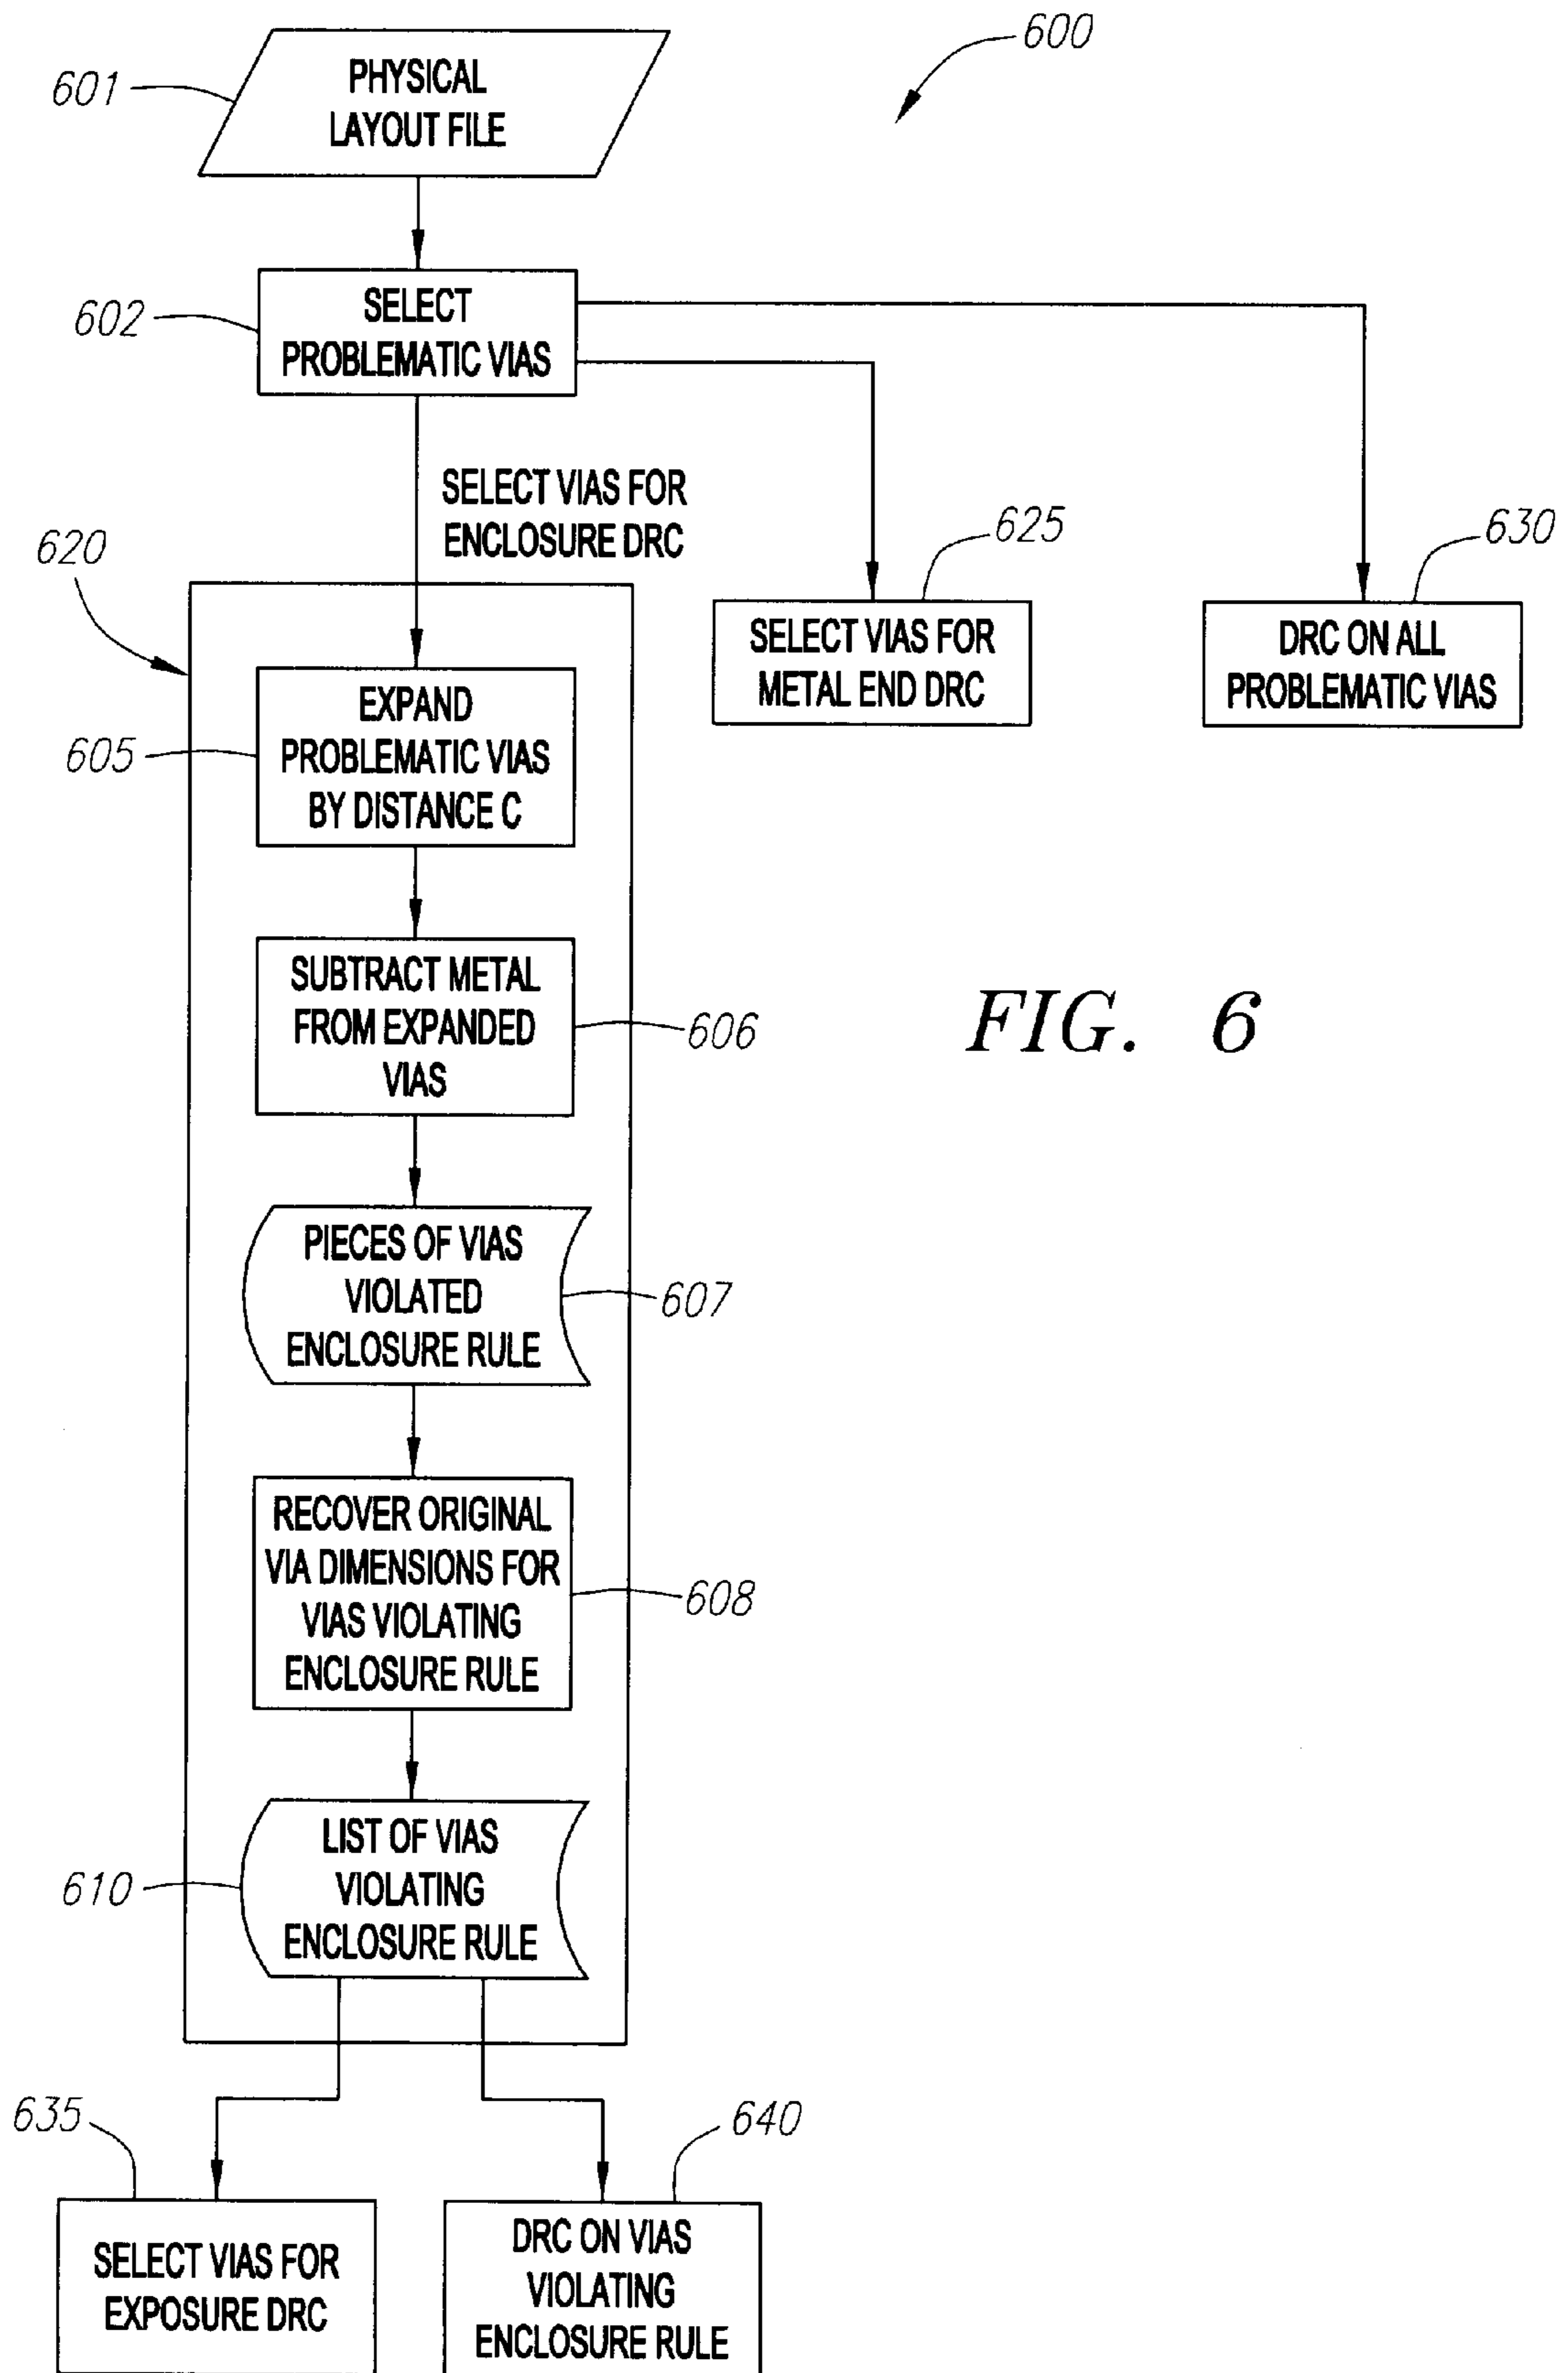 600
601
PHYSICAL
LAYOUT FILE
602
SELECT
PROBLEMATIC VIAS
SELECT VIAS FOR
ENCLOSURE DRC
620
625
SELECT VIAS FOR
METAL END DRC
630
DRC ON ALL
PROBLEMATIC VIAS
605
EXPAND
PROBLEMATIC VIAS
BY DISTANCE C
SUBTRACT METAL
FROM EXPANDED
VIAS
606
FIG. 6
PIECES OF VIAS
VIOLATED
ENCLOSURE RULE
607
RECOVER ORIGINAL
VIA DIMENSIONS FOR
VIAS VIOLATING
ENCLOSURE RULE
608
610
LIST OF VIAS
VIOLATING
ENCLOSURE RULE
635
SELECT VIAS FOR
EXPOSURE DRC
640
DRC ON VIAS
VIOLATING
ENCLOSURE RULE